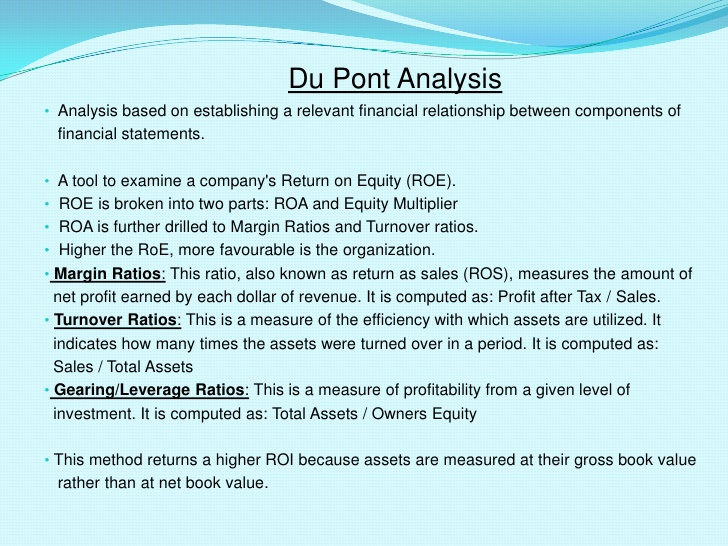 Du Pont Analysis
• Analysis based on establishing a relevant financial relationship between components of
financial statements.
• A tool to examine a company's Return on Equity (ROE).
• ROE is broken into two parts: ROA and Equity Multiplier
• ROA is further drilled to Margin Ratios and Turnover ratios.
• Higher the RoE, more favourable is the organization.
• Margin Ratios: This ratio, also known as return as sales (ROS), measures the amount of
net profit earned by each dollar of revenue. It is computed as: Profit after Tax / Sales.
• Turnover Ratios: This is a measure of the efficiency with which assets are utilized. It
indicates how many times the assets were turned over in a period. It is computed as:
Sales / Total Assets
• Gearing/Leverage Ratios: This is a measure of profitability from a given level of
investment. It is computed as: Total Assets / Owners Equity
• This method returns a higher ROI because assets are measured at their gross book value
rather than at net book value.